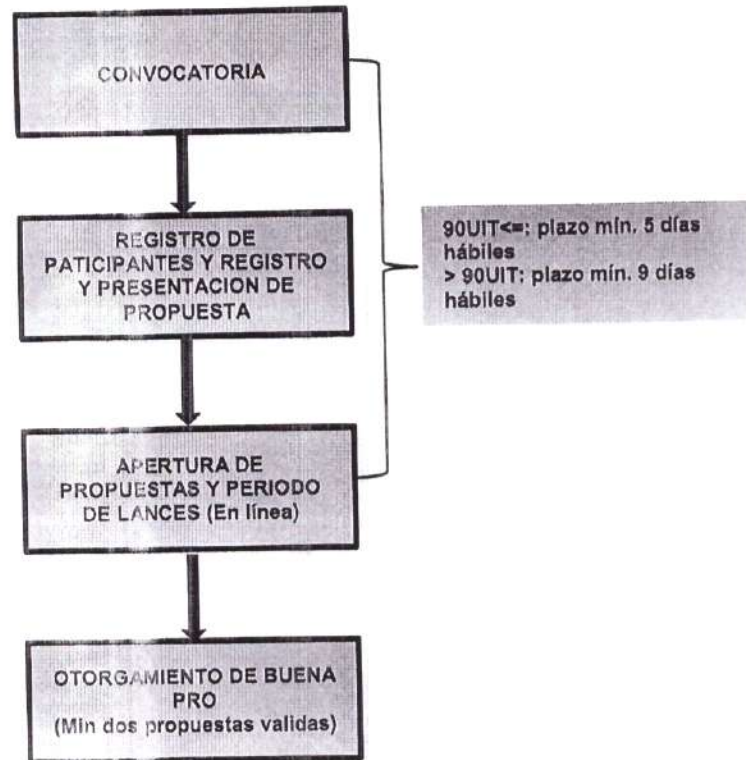 CONVOCATORIA
REGISTRO DE
PATICIPANTES Y REGISTRO
Y PRESENTACION DE
PROPUESTA
90UIT<=; plazo mín. 5 días
hábiles
> 90UIT; plazo mín. 9 días
hábiles
APERTURA DE
PROPUESTAS Y PERIODO
DE LANCES (En línea)
OTORGAMIENTO DE BUENA
PRO
(Min dos propuestas validas)